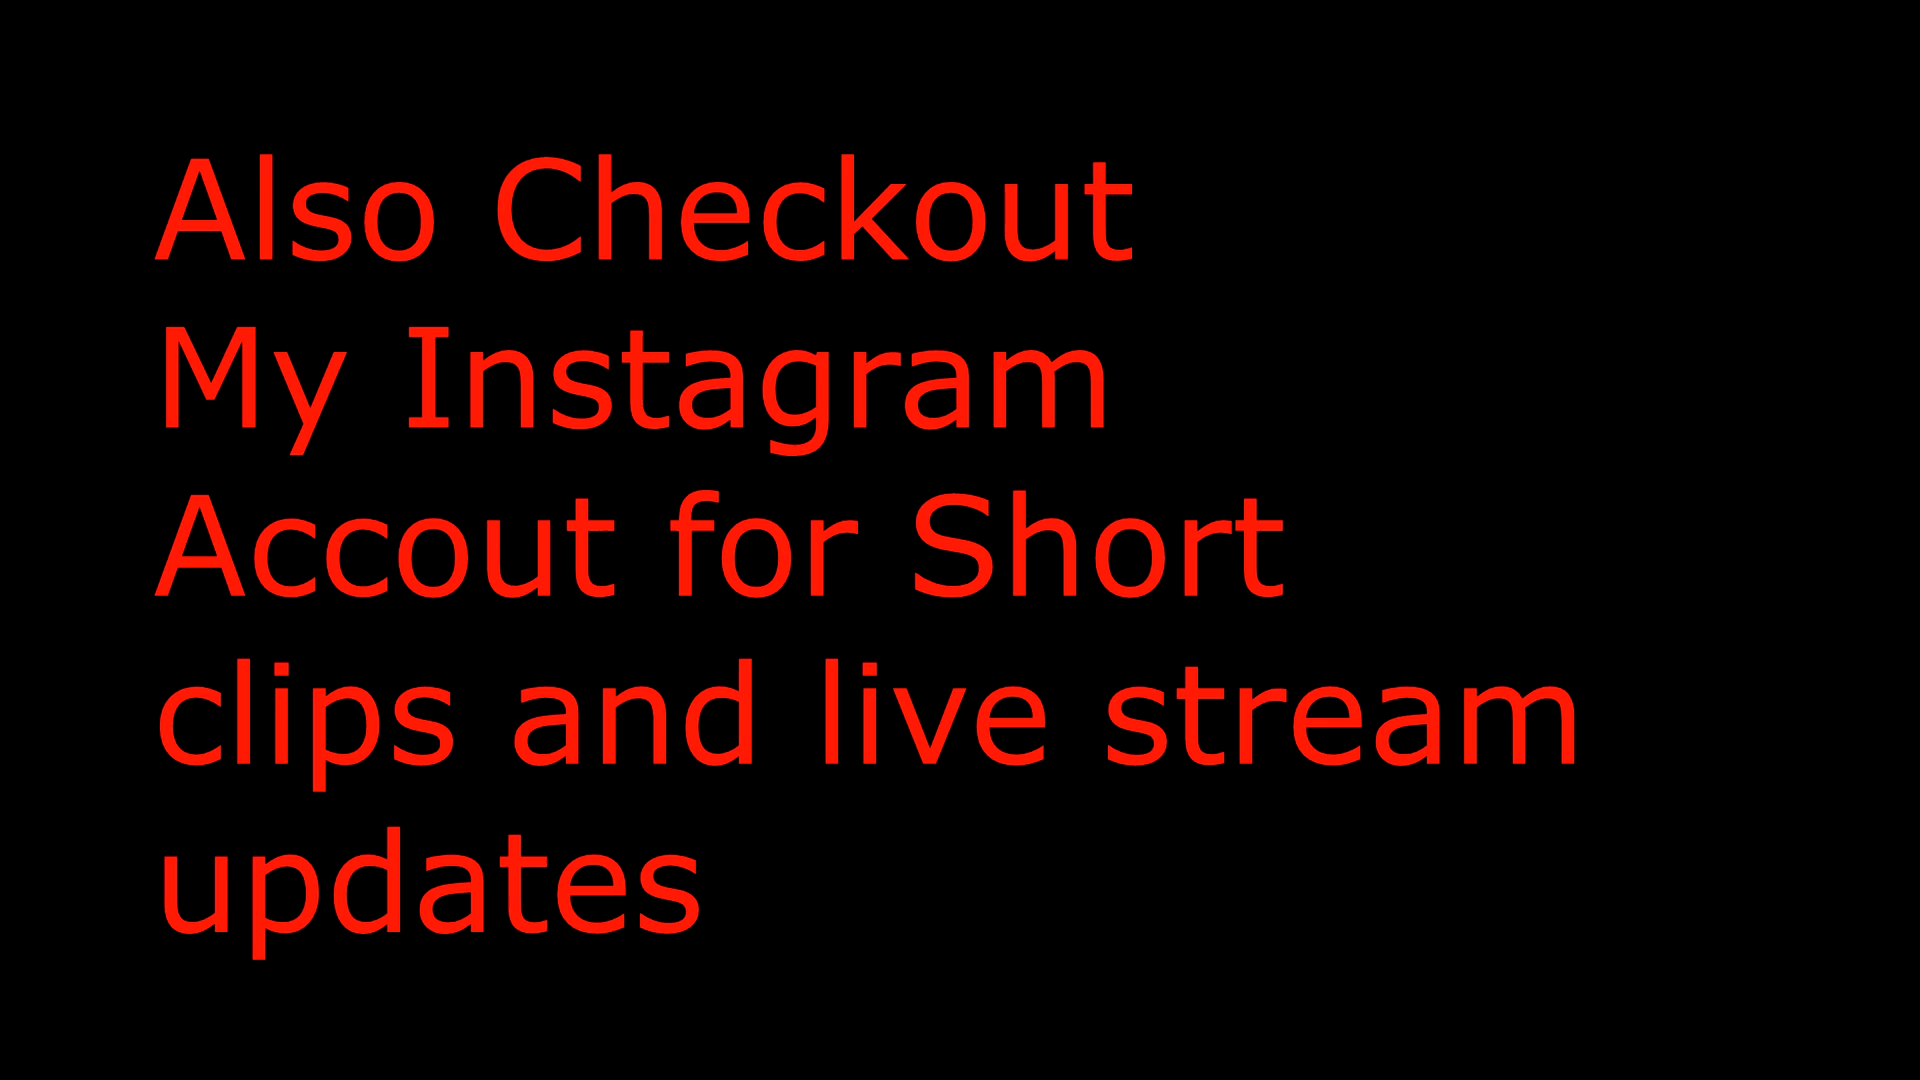 Also Checkout
My Instagram
Accout for Short
clips and live stream
updates